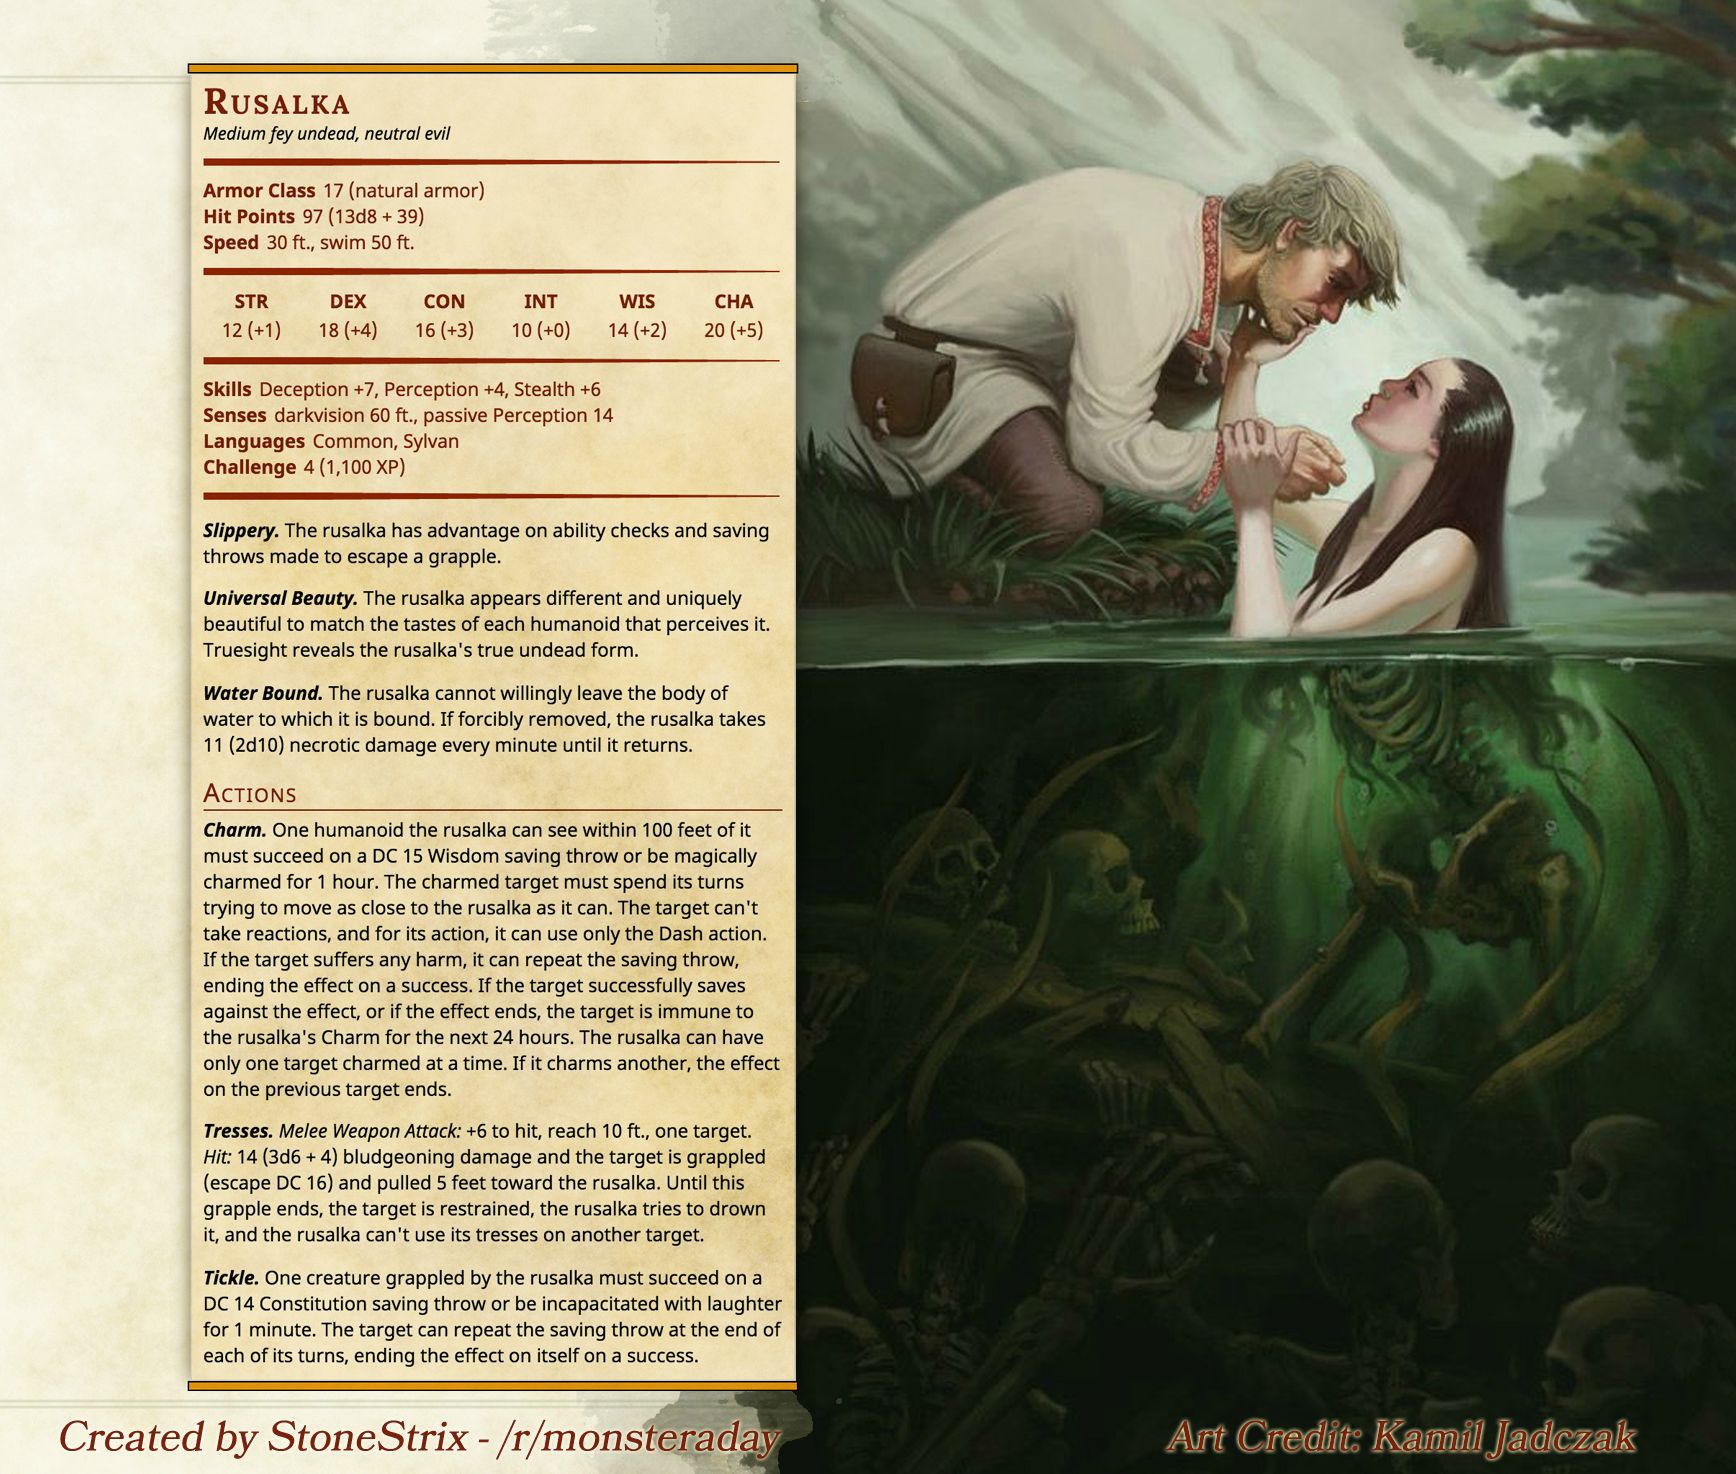 Rusalka
Medium fey undead, neutral evil
Armor Class 17 (natural armor)
Hit Points 97 (13d8 + 39)
Speed 30 ft., swim 50 ft.
STR DEX CON INT WIS CHA
12 (+1) 18 (+4) 16 (+3) 10 (+0) 14 (+2) 20 (+5)
Skills Deception +7, Perception +4, Stealth +6
Senses darkvision 60 ft., passive Perception 14
Languages Common, Sylvan
Challenge 4 (1,100 XP)
Slippery. The rusalka has advantage on ability checks and saving
throws made to escape a grapple.
Universal Beauty. The rusalka appears different and uniquely
beautiful to match the tastes of each humanoid that perceives it.
Truesight reveals the rusalka's true undead form.
Water Bound. The rusalka cannot willingly leave the body of
water to which it is bound. If forcibly removed, the rusalka takes
11 (2d10) necrotic damage every minute until it returns.
Actions
Charm. One humanoid the rusalka can see within 100 feet of it
must succeed on a DC 15 Wisdom saving throw or be magically
charmed for 1 hour. The charmed target must spend its turns
trying to move as close to the rusalka as it can. The target can't
take reactions, and for its action, it can use only the Dash action.
If the target suffers any harm, it can repeat the saving throw,
ending the effect on a success. If the target successfully saves
against the effect, or if the effect ends, the target is immune to
the rusalka's Charm for the next 24 hours. The rusalka can have
only one target charmed at a time. If it charms another, the effect
on the previous target ends.
Tresses. Melee Weapon Attack: +6 to hit, reach 10 ft., one target.
Hit: 14 (3d6 + 4) bludgeoning damage and the target is grappled
(escape DC 16) and pulled 5 feet toward the rusalka. Until this
grapple ends, the target is restrained, the rusalka tries to drown
it, and the rusalka can't use its tresses on another target.
Tickle. One creature grappled by the rusalka must succeed on a
DC 14 Constitution saving throw or be incapacitated with laughter
for 1 minute. The target can repeat the saving throw at the end of
each of its turns, ending the effect on itself on a success.
Created by StoneStrix - /r/monsteraday
Art Credit: Kamil Jadczak